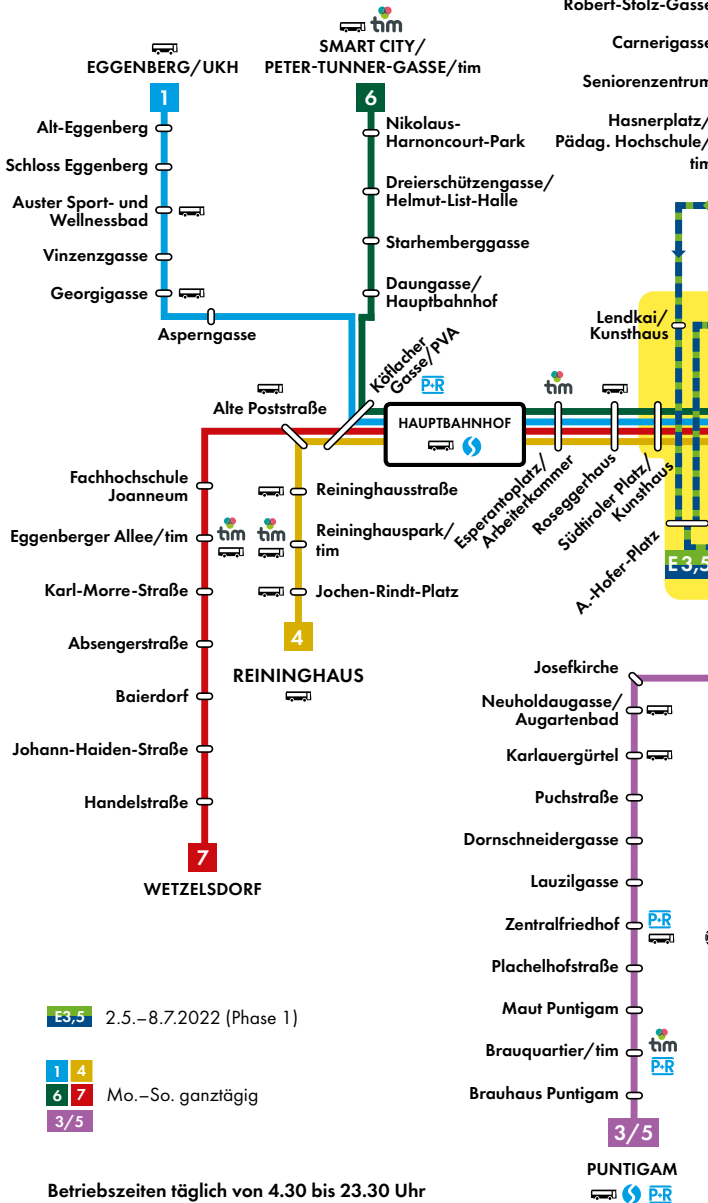 Robert-Stolz-Gasse
Carnerigasse
Seniorenzentrum
Hasnerplatz/
Pädag. Hochschule/
tim
tim
SMART CITY/
PETER-TUNNER-GASSE/tim
6
Nikolaus-
Harnoncourt-Park
Dreierschützengasse/
Helmut-List-Halle
Starhemberggasse
Daungasse/
Hauptbahnhof
EGGENBERG/UKH
1
Alt-Eggenberg
Schloss Eggenberg
Auster Sport- und
Wellnessbad
Vinzenzgasse
Georgigasse
Asperngasse
Köflacher
Gasse/PVA
P+R
HAUPTBAHNHOF
tim
Lendkai/
Kunsthaus
Esperantoplatz/
Arbeiterkammer
Roseggerhaus
Südtiroler Platz/
Kunsthaus
A.-Hofer-Platz
E3,5
Alte Poststraße
Fachhochschule
Joanneum
Eggenberger Allee/tim
tim
Karl-Morre-Straße
Absengerstraße
Baierdorf
Johann-Haiden-Straße
Handelstraße
7
WETZELSDORF
Reininghausstraße
tim
Reininghauspark/
tim
Jochen-Rindt-Platz
4
REININGHAUS
Josefkirche
Neuholdaugasse/
Augartenbad
Karlauergürtel
Puchstraße
Dornschneidergasse
Lauzilgasse
Zentralfriedhof
P+R
Plachelhofstraße
Maut Puntigam
Brauquartier/tim
tim
P+R
Brauhaus Puntigam
3/5
PUNTIGAM
P+R
E3,5 2.5.–8.7.2022 (Phase 1)
1 4
6 7 Mo.–So. ganztägig
3/5
Betriebszeiten täglich von 4.30 bis 23.30 Uhr